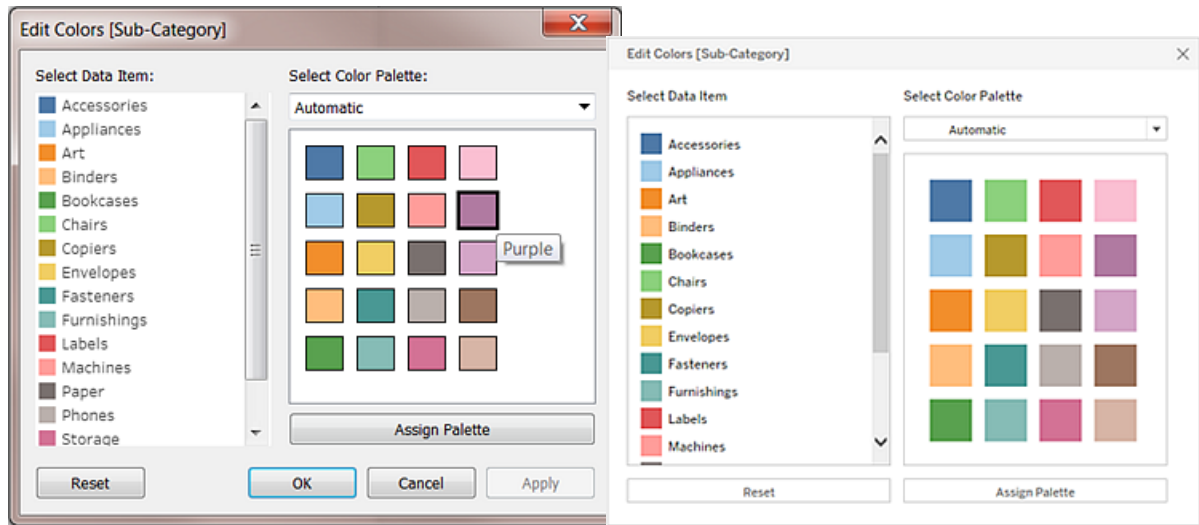 Edit Colors [Sub-Category]
X
Select Data Item:
Accessories
Appliances
Art
Binders
Bookcases
Chairs
Copiers
Envelopes
Fasteners
Furnishings
Labels
Machines
Paper
Phones
Storage
Select Color Palette:
Automatic
Purple
Assign Palette
Reset
OK
Cancel
Apply
Edit Colors [Sub-Category]
Select Data Item
Accessories
Appliances
Art
Binders
Bookcases
Chairs
Copiers
Envelopes
Fasteners
Furnishings
Labels
Machines
Reset
Select Color Palette
Automatic
Assign Palette